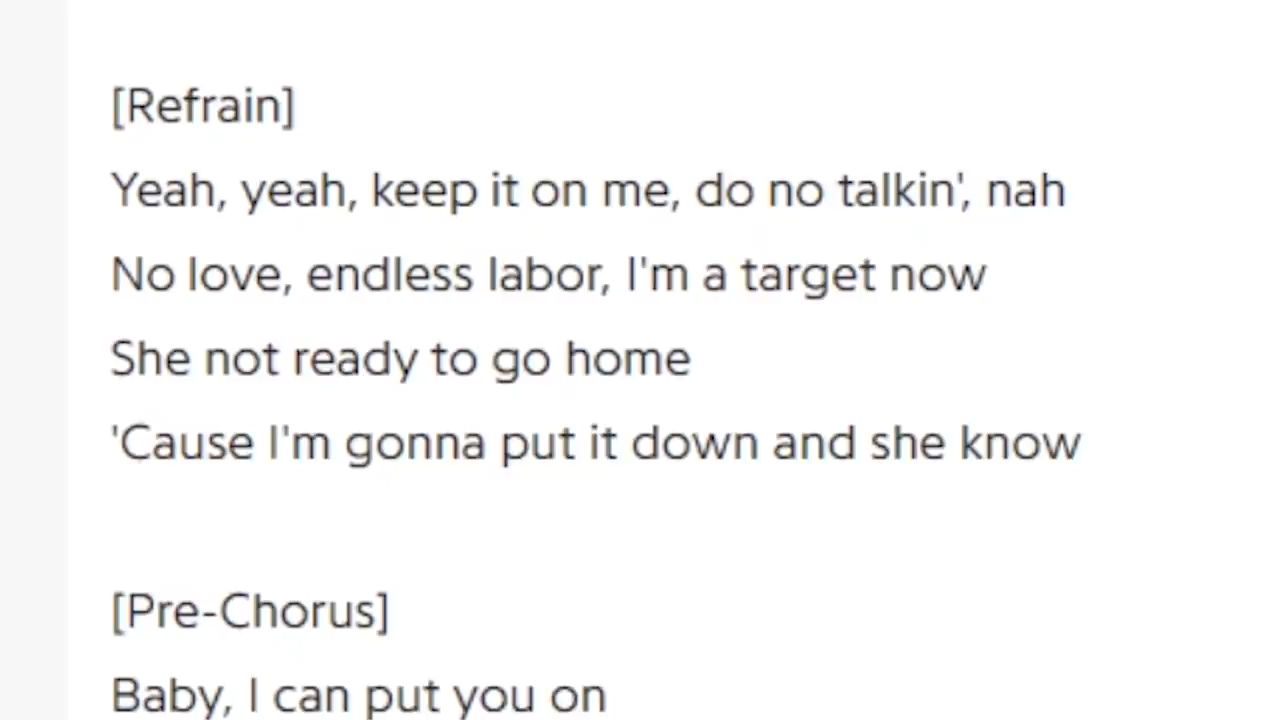 [Refrain]
Yeah, yeah, keep it on me, do no talkin', nah
No love, endless labor, I'm a target now
She not ready to go home
'Cause I'm gonna put it down and she know
[Pre-Chorus]
Baby, I can put you on